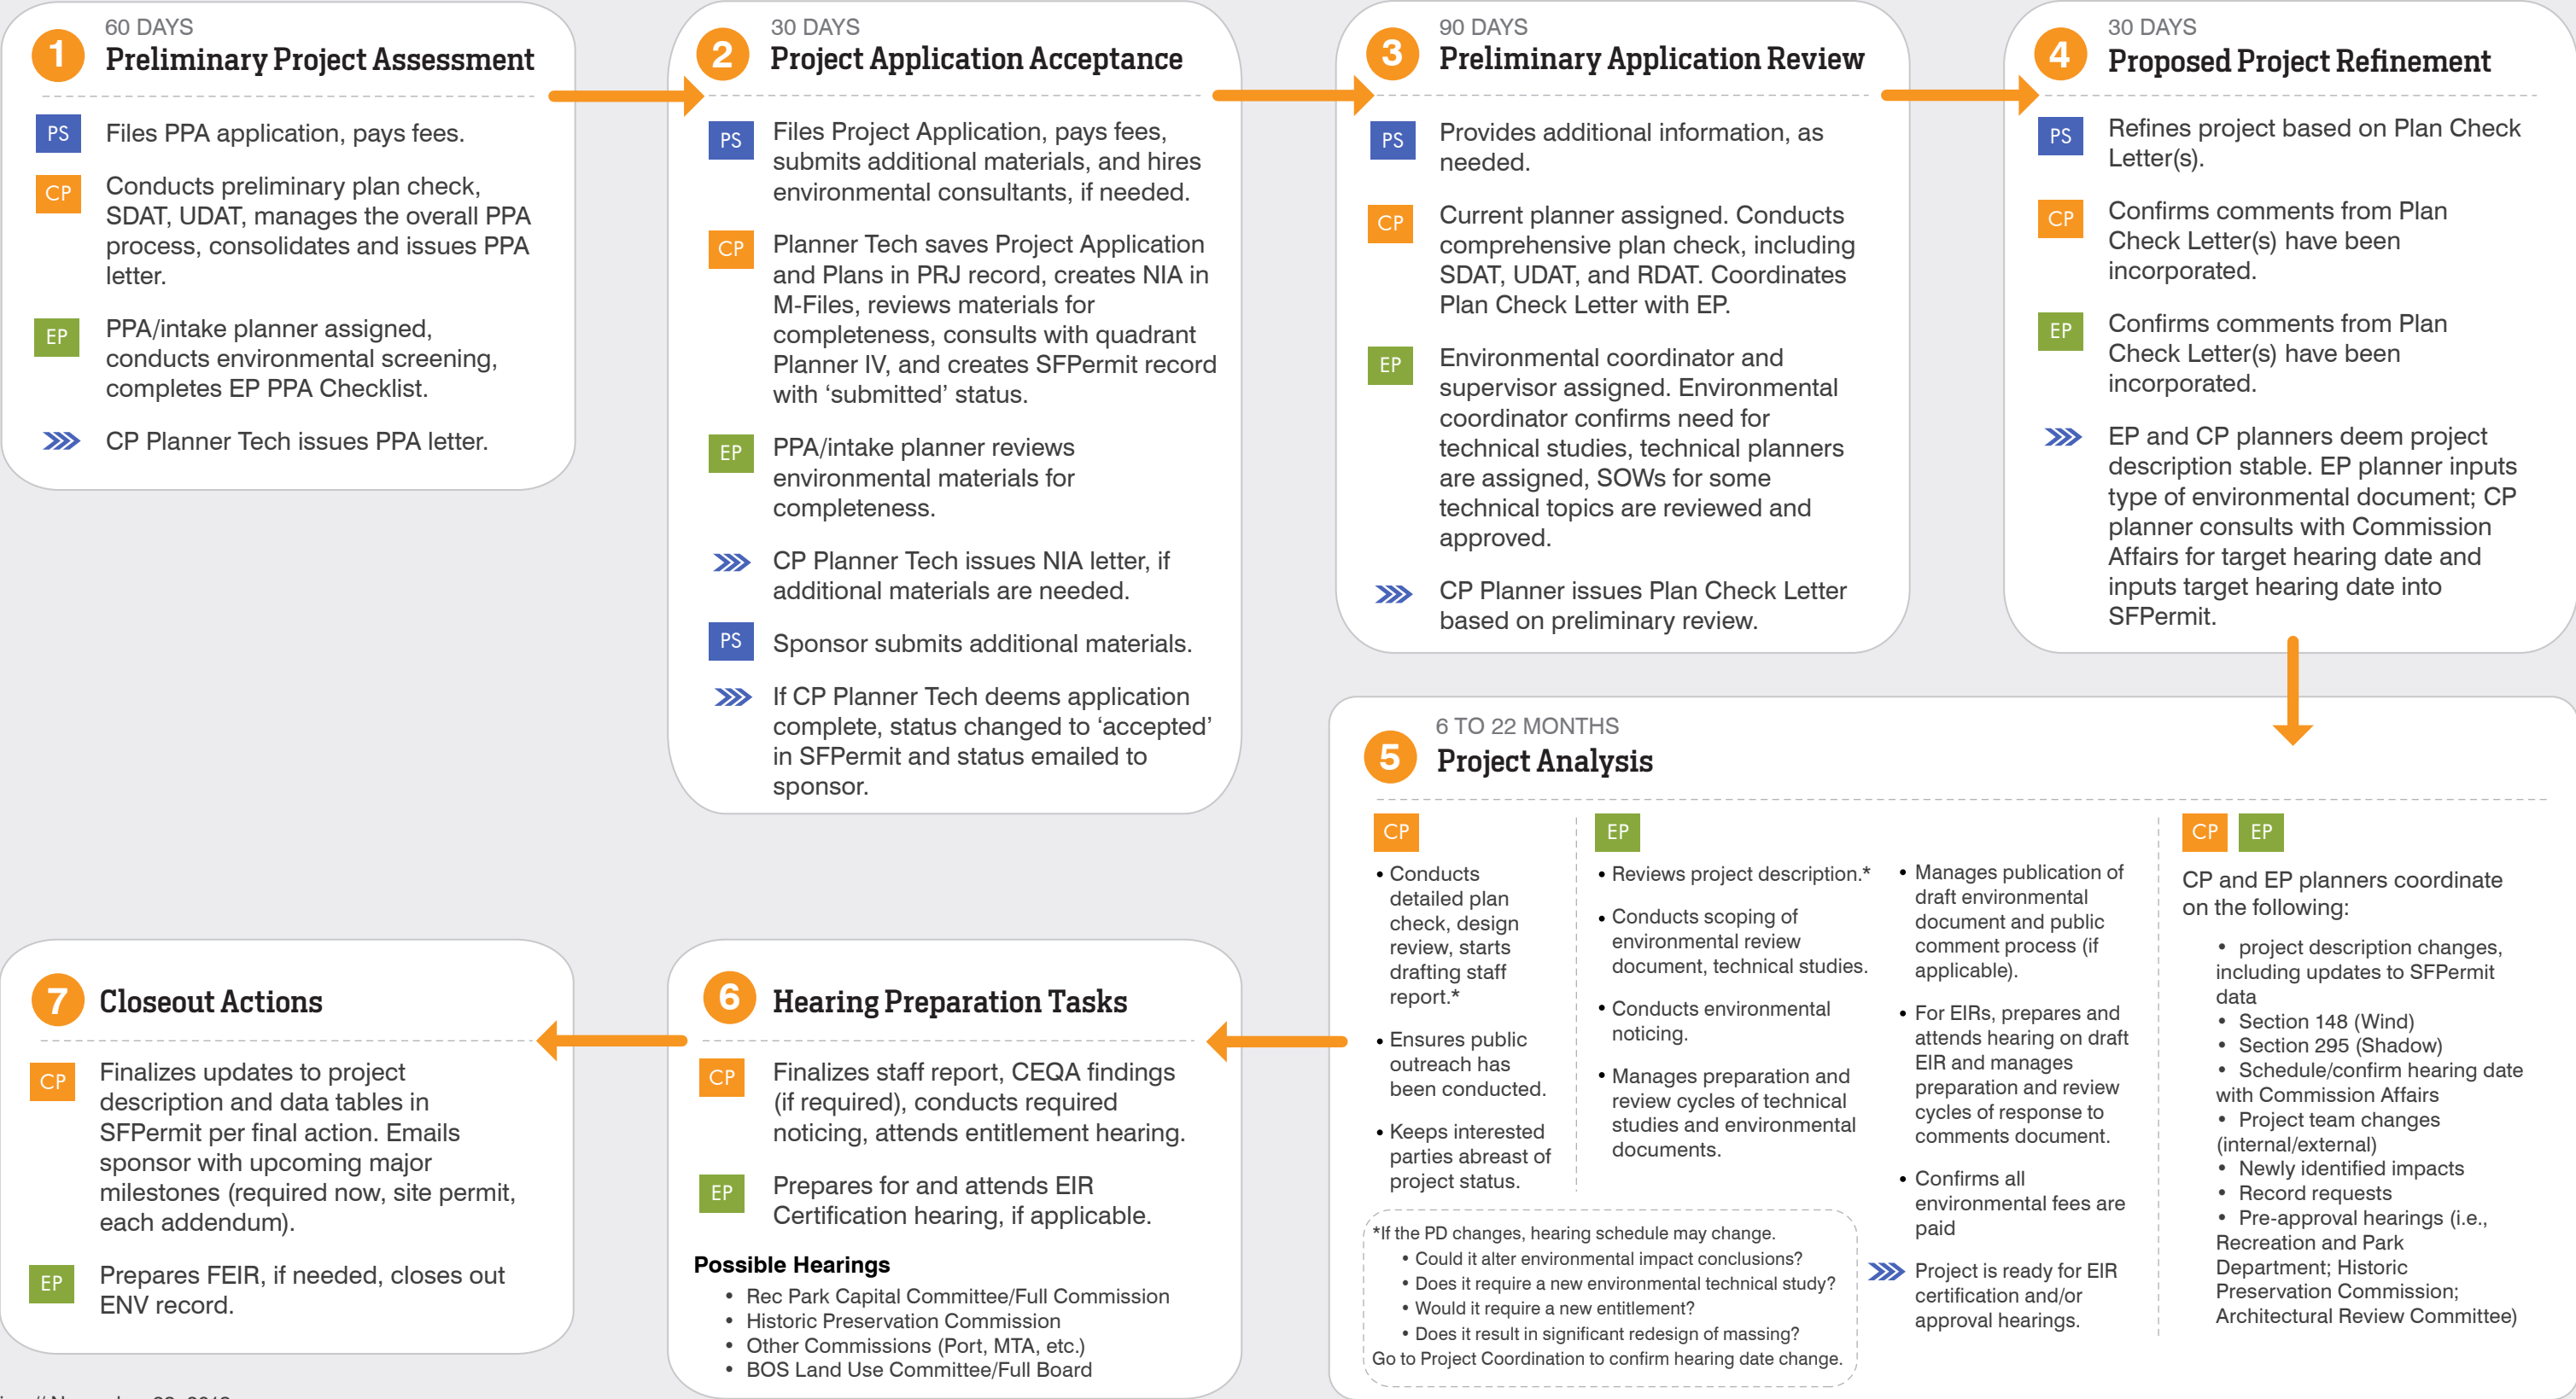 1
60 DAYS
Preliminary Project Assessment
PS
Files PPA application, pays fees.
CP
Conducts preliminary plan check,
SDAT, UDAT, manages the overall PPA
process, consolidates and issues PPA
letter.
EP
PPA/intake planner assigned,
conducts environmental screening,
completes EP PPA Checklist.
CP Planner Tech issues PPA letter.
2
30 DAYS
Project Application Acceptance
PS
Files Project Application, pays fees,
submits additional materials, and hires
environmental consultants, if needed.
CP
Planner Tech saves Project Application
and Plans in PRJ record, creates NIA in
M-Files, reviews materials for
completeness, consults with quadrant
Planner IV, and creates SFPermit record
with ‘submitted’ status.
EP
PPA/intake planner reviews
environmental materials for
completeness.
CP Planner Tech issues NIA letter, if
additional materials are needed.
PS
Sponsor submits additional materials.
If CP Planner Tech deems application
complete, status changed to ‘accepted’
in SFPermit and status emailed to
sponsor.
3
90 DAYS
Preliminary Application Review
PS
Provides additional information, as
needed.
CP
Current planner assigned. Conducts
comprehensive plan check, including
SDAT, UDAT, and RDAT. Coordinates
Plan Check Letter with EP.
EP
Environmental coordinator and
supervisor assigned. Environmental
coordinator confirms need for
technical studies, technical planners
are assigned, SOWs for some
technical topics are reviewed and
approved.
CP Planner issues Plan Check Letter
based on preliminary review.
4
30 DAYS
Proposed Project Refinement
PS
Refines project based on Plan Check
Letter(s).
CP
Confirms comments from Plan
Check Letter(s) have been
incorporated.
EP
Confirms comments from Plan
Check Letter(s) have been
incorporated.
EP and CP planners deem project
description stable. EP planner inputs
type of environmental document; CP
planner consults with Commission
Affairs for target hearing date and
inputs target hearing date into
SFPermit.
5
6 TO 22 MONTHS
Project Analysis
CP
• Conducts
detailed plan
check, design
review, starts
drafting staff
report.*
• Ensures public
outreach has
been conducted.
• Keeps interested
parties abreast of
project status.
EP
• Reviews project description.*
• Conducts scoping of
environmental review
document, technical studies.
• Conducts environmental
noticing.
• Manages preparation and
review cycles of technical
studies and environmental
documents.
• Manages publication of
draft environmental
document and public
comment process (if
applicable).
• For EIRs, prepares and
attends hearing on draft
EIR and manages
preparation and review
cycles of response to
comments document.
• Confirms all
environmental fees are
paid
Project is ready for EIR
certification and/or
approval hearings.
*If the PD changes, hearing schedule may change.
• Could it alter environmental impact conclusions?
• Does it require a new environmental technical study?
• Would it require a new entitlement?
• Does it result in significant redesign of massing?
Go to Project Coordination to confirm hearing date change.
CP EP
CP and EP planners coordinate
on the following:
• project description changes,
including updates to SFPermit
data
• Section 148 (Wind)
• Section 295 (Shadow)
• Schedule/confirm hearing date
with Commission Affairs
• Project team changes
(internal/external)
• Newly identified impacts
• Record requests
• Pre-approval hearings (i.e.,
Recreation and Park
Department; Historic
Preservation Commission;
Architectural Review Committee)
6
Hearing Preparation Tasks
CP
Finalizes staff report, CEQA findings
(if required), conducts required
noticing, attends entitlement hearing.
EP
Prepares for and attends EIR
Certification hearing, if applicable.
Possible Hearings
• Rec Park Capital Committee/Full Commission
• Historic Preservation Commission
• Other Commissions (Port, MTA, etc.)
• BOS Land Use Committee/Full Board
7
Closeout Actions
CP
Finalizes updates to project
description and data tables in
SFPermit per final action. Emails
sponsor with upcoming major
milestones (required now, site permit,
each addendum).
EP
Prepares FEIR, if needed, closes out
ENV record.